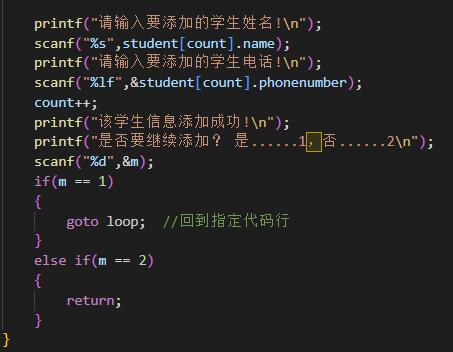 printf("请输入要添加的学生姓名!\n");
scanf("%s",student[count].name);
printf("请输入要添加的学生电话!\n");
scanf("%lf",&student[count].phonenumber);
count++;
printf("该学生信息添加成功!\n");
printf("是否要继续添加? 是......1，否......2\n");
scanf("%d",&m);
if(m == 1)
{
goto loop;  //回到指定代码行
}
else if(m == 2)
{
return;
}
}